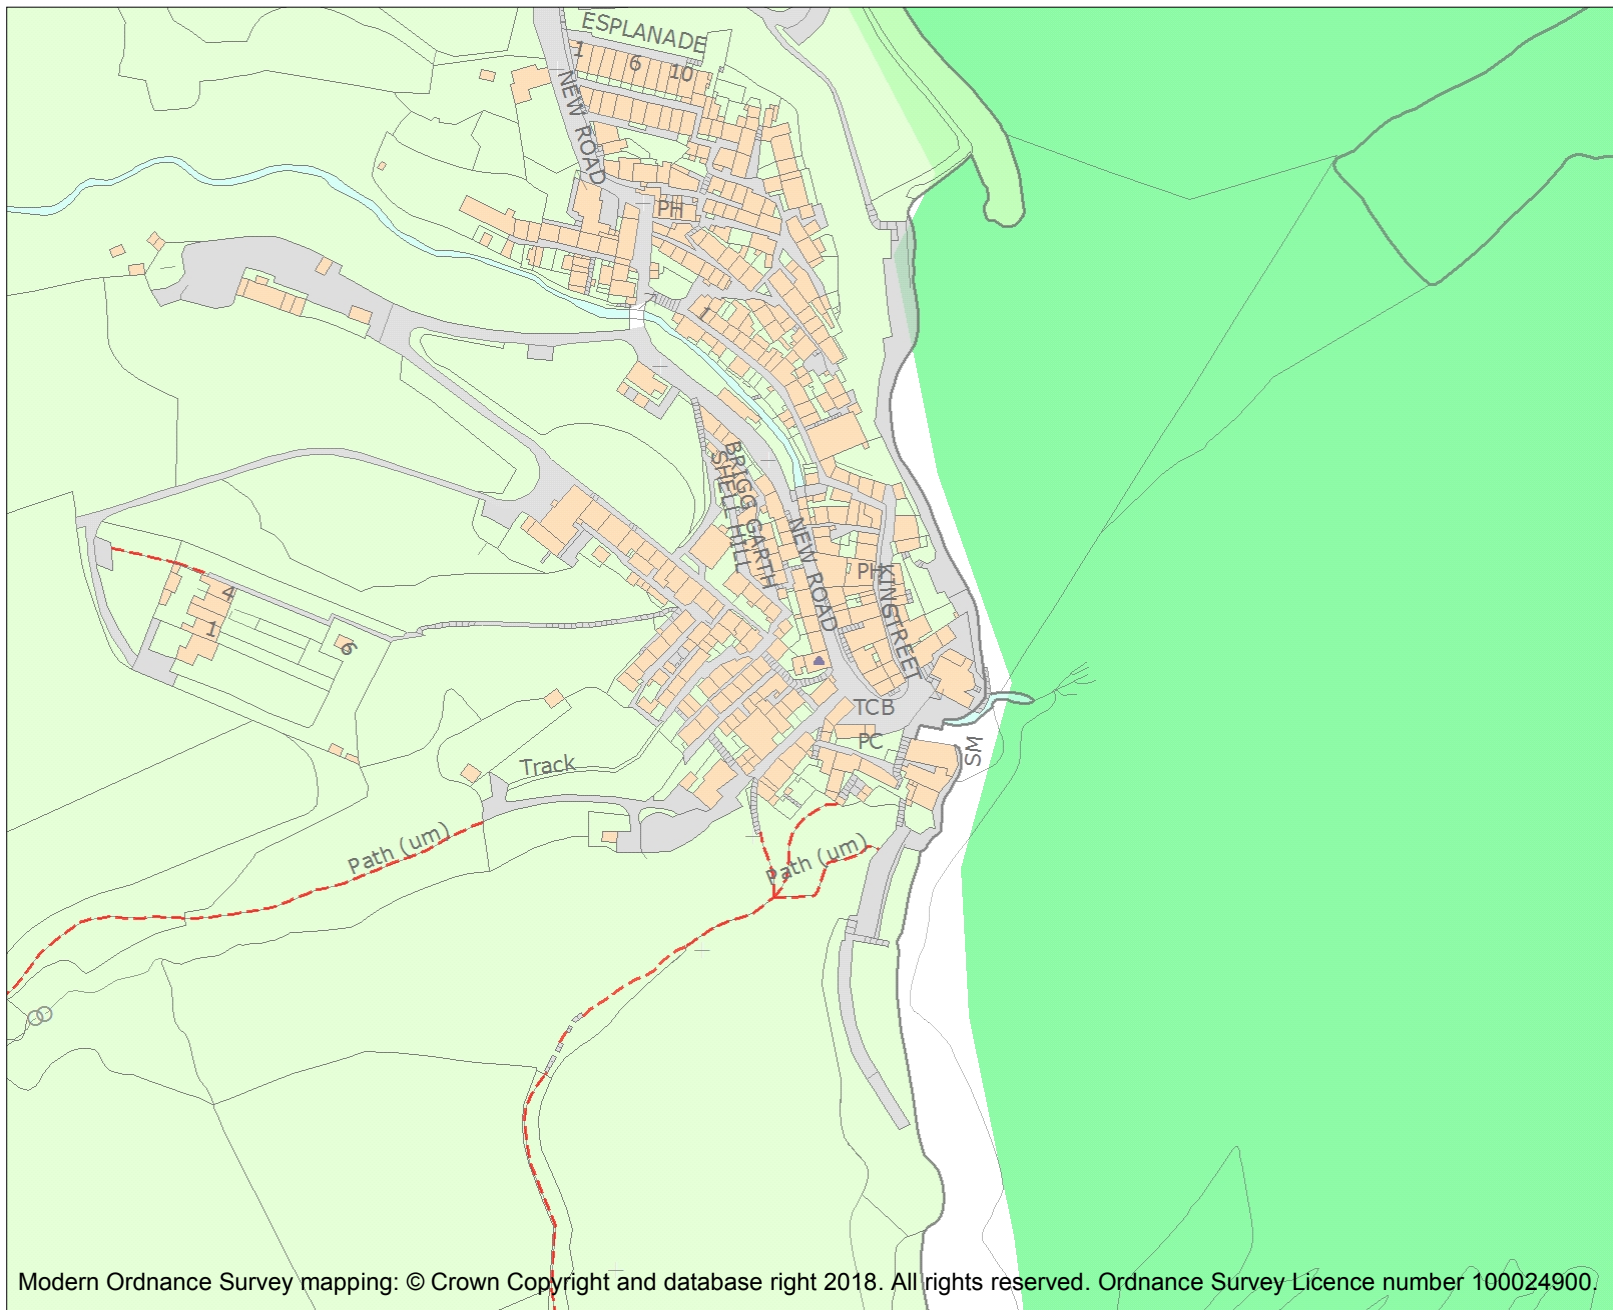 ESPLANADE
1
6
10
NEW ROAD
PH
1
BRIGG GARTH
SHELL HILL
NEW ROAD
PH
KINGSTREET
4
1
6
TCB
PC
SM
Track
Path (um)
Path (um)
Modern Ordnance Survey mapping: © Crown Copyright and database right 2018. All rights reserved. Ordnance Survey Licence number 100024900.